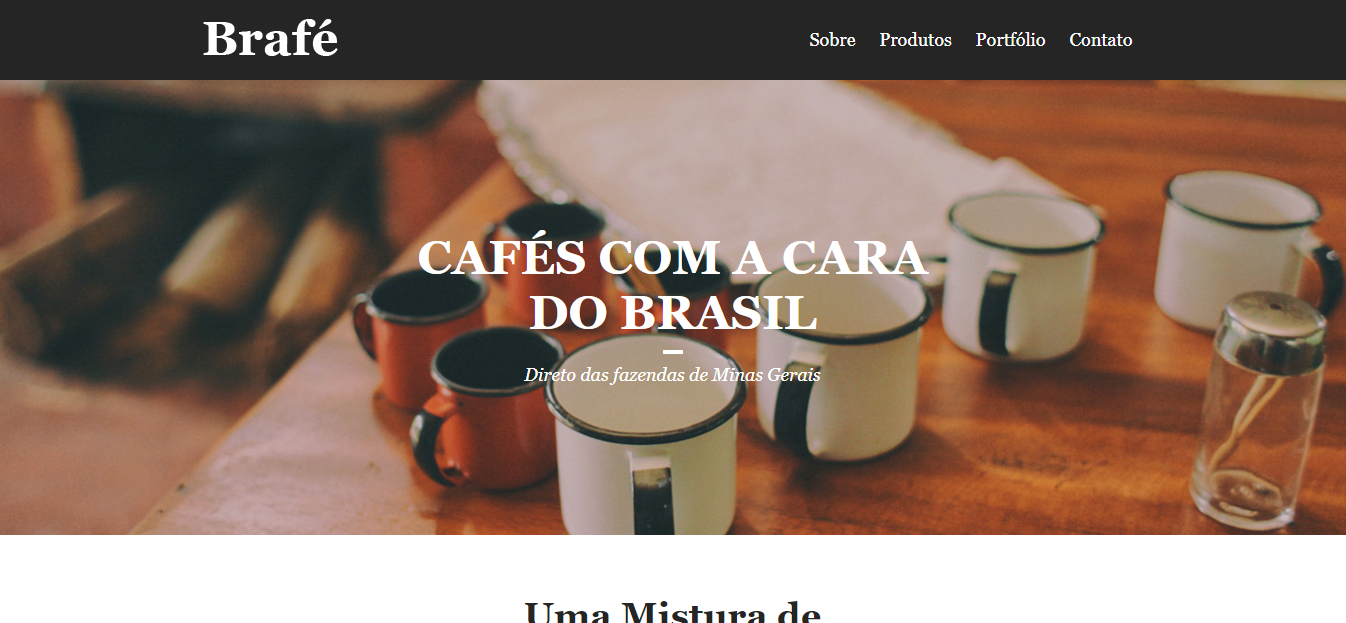 Brafé
Sobre Produtos Portfólio Contato
CAFÉS COM A CARA
DO BRASIL
Direto das fazendas de Minas Gerais
Uma Mistura de